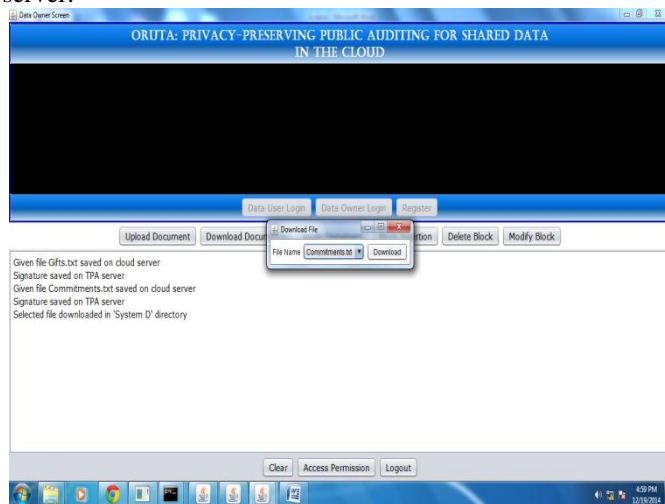 server.
Data Owner Screen
ORUTA: PRIVACY-PRESERVING PUBLIC AUDITING FOR SHARED DATA
IN THE CLOUD
Data User Login Data Owner Login Register
Upload Document Download Docum ertion Delete Block Modify Block
Download File
File Name Commitments.txt Download
Given file Gifts.txt saved on cloud server
Signature saved on TPA server
Given file Commitments.txt saved on cloud server
Signature saved on TPA server
Selected file downloaded in 'System D' directory
Clear Access Permission Logout
4:59 PM
12/19/2014